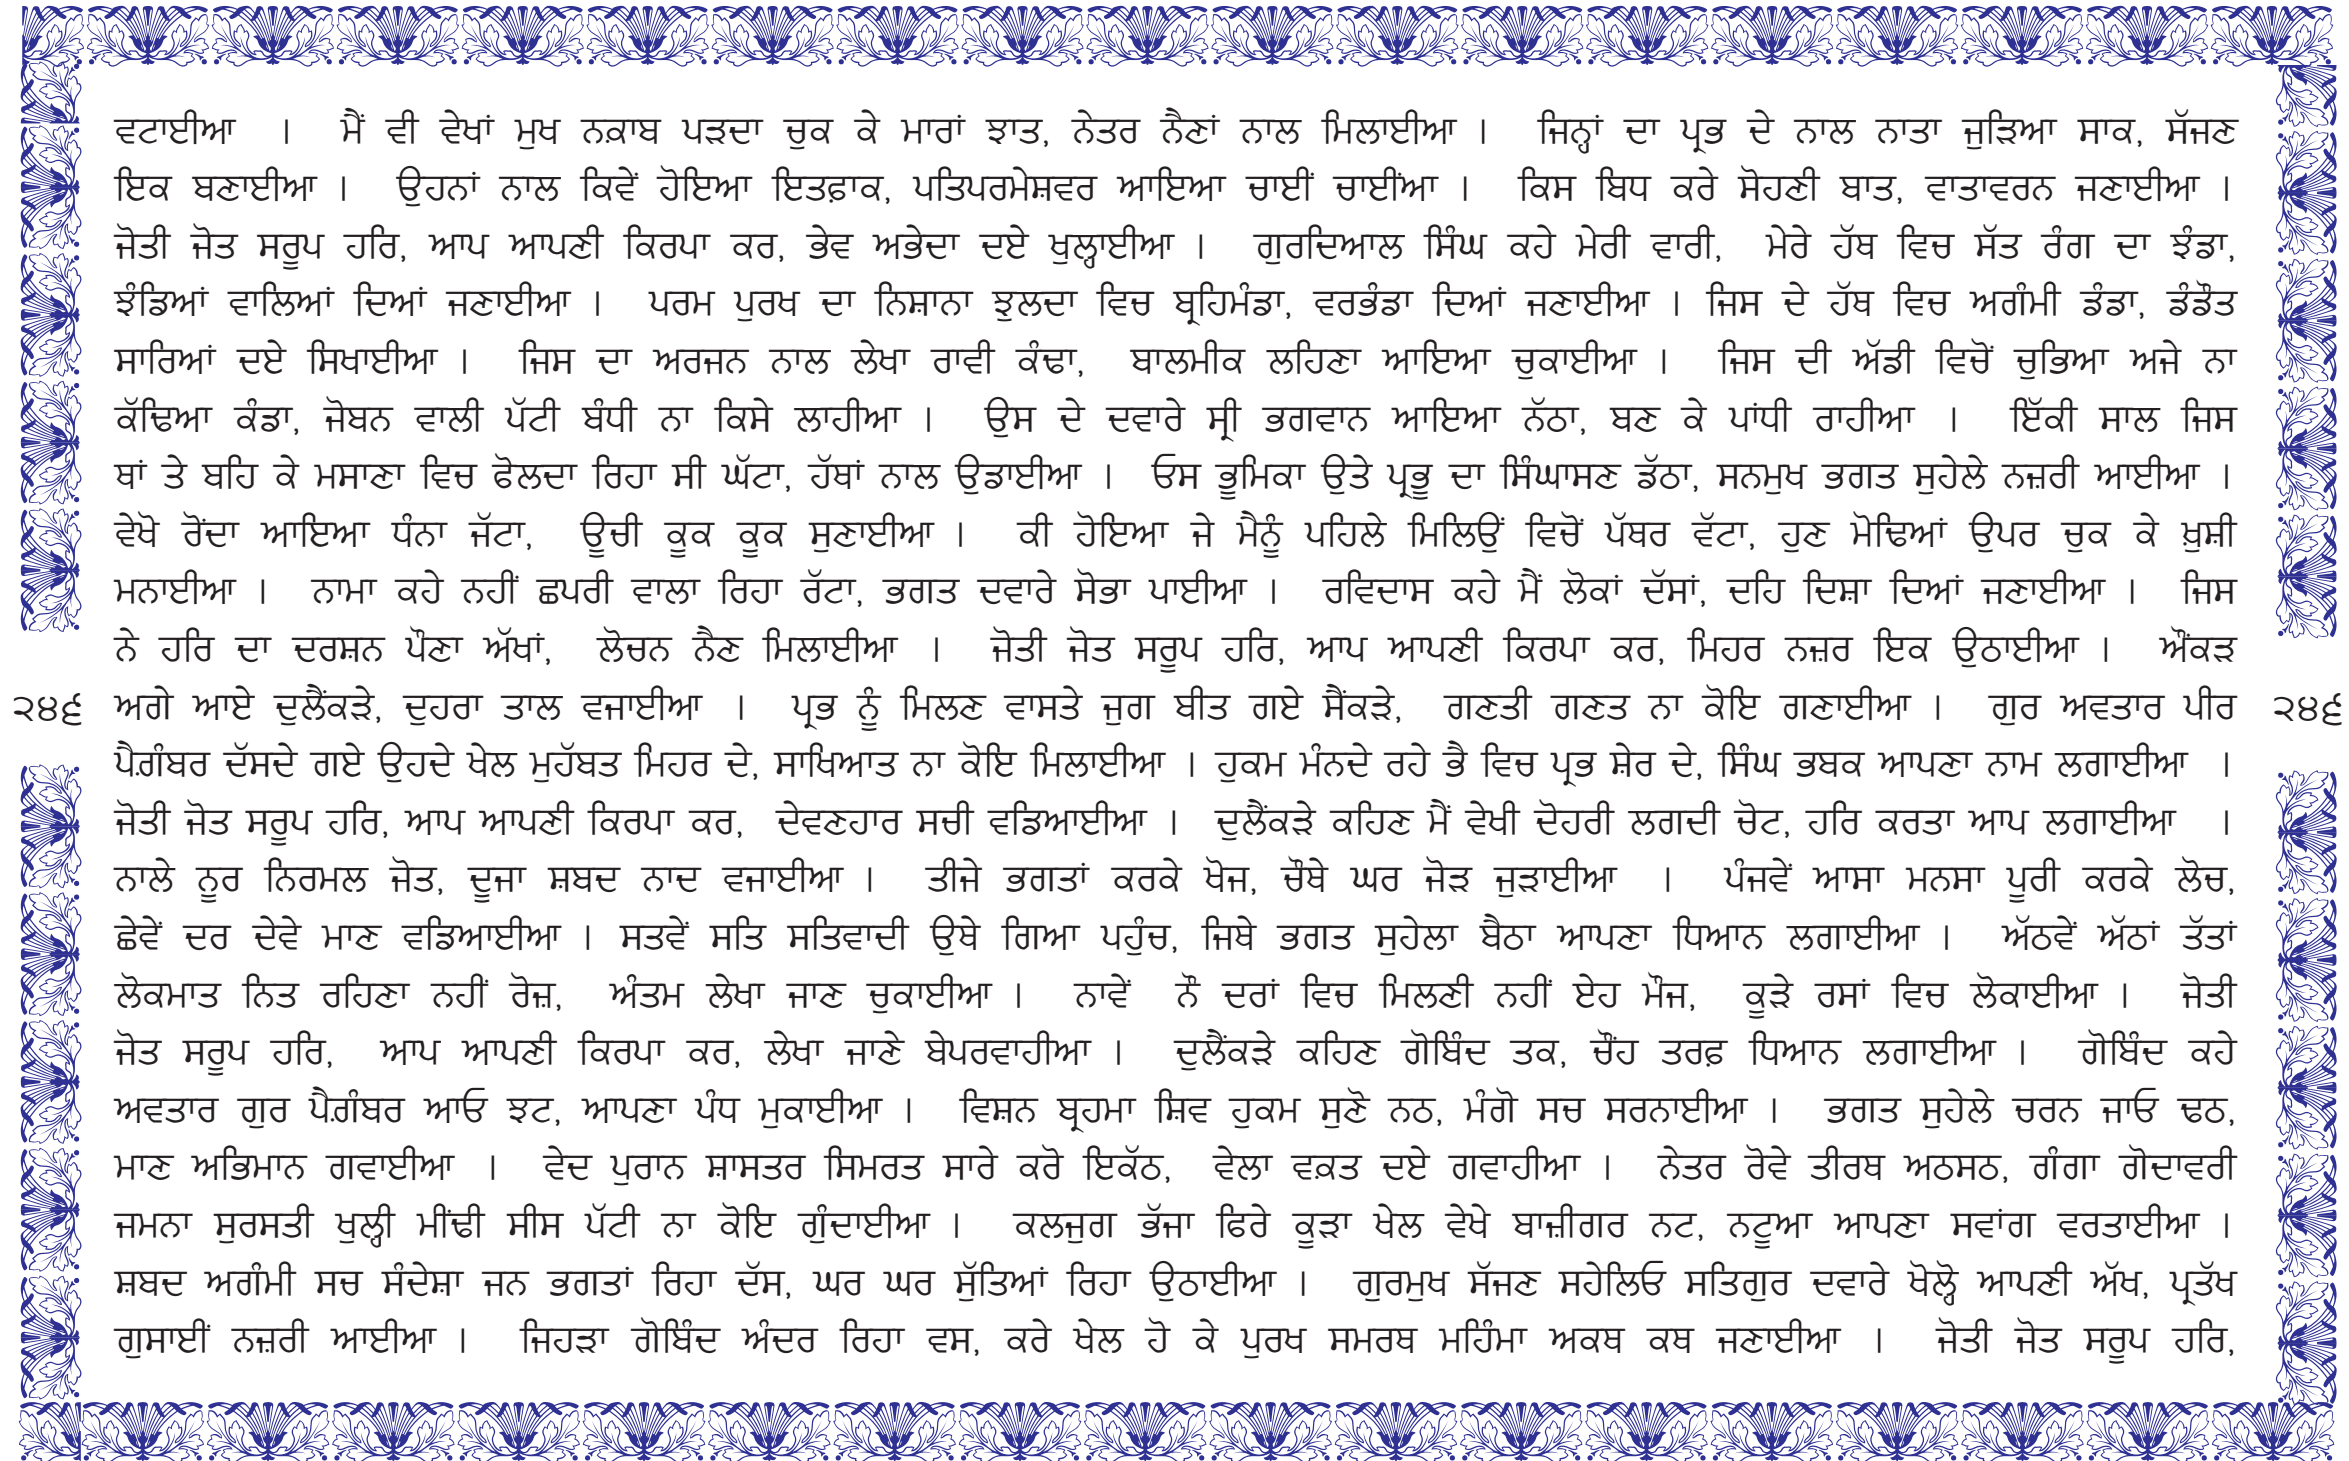 ਵਟਾਈਆ । ਮੈਂ ਵੀ ਵੇਖਾਂ ਮੁਖ ਨਕ਼ਾਬ ਪੜਦਾ ਚੁਕ ਕੇ ਮਾਰਾਂ ਝਾਤ, ਨੇਤਰ ਨੈਣਾਂ ਨਾਲ ਮਿਲਾਈਆ । ਜਿਨ੍ਹਾਂ ਦਾ ਪ੍ਰਭ ਦੇ ਨਾਲ ਨਾਤਾ ਜੁੜਿਆ ਸਾਕ, ਸੱਜਣ
ਇਕ ਬਣਾਈਆ । ਉਹਨਾਂ ਨਾਲ ਕਿਵੇਂ ਹੋਇਆ ਇਤਫ਼ਾਕ, ਪਤਿਪਰਮੇਸ਼ਵਰ ਆਇਆ ਚਾਈਂ ਚਾਈਂਆ । ਕਿਸ ਬਿਧ ਕਰੇ ਸੋਹਣੀ ਬਾਤ, ਵਾਤਾਵਰਨ ਜਣਾਈਆ ।
ਜੋਤੀ ਜੋਤ ਸਰੂਪ ਹਰਿ, ਆਪ ਆਪਣੀ ਕਿਰਪਾ ਕਰ, ਭੇਵ ਅਭੇਦਾ ਦਏ ਖੁਲ੍ਹਾਈਆ । ਗੁਰਦਿਆਲ ਸਿੰਘ ਕਹੇ ਮੇਰੀ ਵਾਰੀ, ਮੇਰੇ ਹੱਥ ਵਿਚ ਸੱਤ ਰੰਗ ਦਾ ਝੰਡਾ,
ਝੰਡਿਆਂ ਵਾਲਿਆਂ ਦਿਆਂ ਜਣਾਈਆ । ਪਰਮ ਪੁਰਖ ਦਾ ਨਿਸ਼ਾਨਾ ਝੁਲਦਾ ਵਿਚ ਬ੍ਰਹਿਮੰਡਾ, ਵਰਭੰਡਾ ਦਿਆਂ ਜਣਾਈਆ । ਜਿਸ ਦੇ ਹੱਥ ਵਿਚ ਅਗੰਮੀ ਡੰਡਾ, ਡੰਡੌਤ
ਸਾਰਿਆਂ ਦਏ ਸਿਖਾਈਆ । ਜਿਸ ਦਾ ਅਰਜਨ ਨਾਲ ਲੇਖਾ ਰਾਵੀ ਕੰਢਾ, ਬਾਲਮੀਕ ਲਹਿਣਾ ਆਇਆ ਚੁਕਾਈਆ । ਜਿਸ ਦੀ ਅੱਡੀ ਵਿਚੋਂ ਚੁਭਿਆ ਅਜੇ ਨਾ
ਕੱਢਿਆ ਕੰਡਾ, ਜੋਬਨ ਵਾਲੀ ਪੱਟੀ ਬੰਧੀ ਨਾ ਕਿਸੇ ਲਾਹੀਆ । ਉਸ ਦੇ ਦਵਾਰੇ ਸ੍ਰੀ ਭਗਵਾਨ ਆਇਆ ਨੱਠਾ, ਬਣ ਕੇ ਪਾਂਧੀ ਰਾਹੀਆ । ਇੱਕੀ ਸਾਲ ਜਿਸ
ਥਾਂ ਤੇ ਬਹਿ ਕੇ ਮਸਾਣਾ ਵਿਚ ਫੋਲਦਾ ਰਿਹਾ ਸੀ ਘੱਟਾ, ਹੱਥਾਂ ਨਾਲ ਉਡਾਈਆ । ਓਸ ਭੂਮਿਕਾ ਉਤੇ ਪ੍ਰਭੂ ਦਾ ਸਿੰਘਾਸਣ ਡੱਠਾ, ਸਨਮੁਖ ਭਗਤ ਸੁਹੇਲੇ ਨਜ਼ਰੀ ਆਈਆ ।
ਵੇਖੋ ਰੋਂਦਾ ਆਇਆ ਧੰਨਾ ਜੱਟਾ, ਊਚੀ ਕੂਕ ਕੂਕ ਸੁਣਾਈਆ । ਕੀ ਹੋਇਆ ਜੇ ਮੈਨੂੰ ਪਹਿਲੇ ਮਿਲਿਉਂ ਵਿਚੋਂ ਪੱਥਰ ਵੱਟਾ, ਹੁਣ ਮੋਢਿਆਂ ਉਪਰ ਚੁਕ ਕੇ ਖ਼ੁਸ਼ੀ
ਮਨਾਈਆ । ਨਾਮਾ ਕਹੇ ਨਹੀਂ ਛਪਰੀ ਵਾਲਾ ਰਿਹਾ ਰੱਟਾ, ਭਗਤ ਦਵਾਰੇ ਸੋਭਾ ਪਾਈਆ । ਰਵਿਦਾਸ ਕਹੇ ਮੈਂ ਲੋਕਾਂ ਦੱਸਾਂ, ਦਹਿ ਦਿਸ਼ਾ ਦਿਆਂ ਜਣਾਈਆ । ਜਿਸ
ਨੇ ਹਰਿ ਦਾ ਦਰਸ਼ਨ ਪੌਣਾ ਅੱਖਾਂ, ਲੋਚਨ ਨੈਣ ਮਿਲਾਈਆ । ਜੋਤੀ ਜੋਤ ਸਰੂਪ ਹਰਿ, ਆਪ ਆਪਣੀ ਕਿਰਪਾ ਕਰ, ਮਿਹਰ ਨਜ਼ਰ ਇਕ ਉਠਾਈਆ । ਔਂਕੜ
੨੪੬ ਅਗੇ ਆਏ ਦੁਲੈਂਕੜੇ, ਦੁਹਰਾ ਤਾਲ ਵਜਾਈਆ । ਪ੍ਰਭ ਨੂੰ ਮਿਲਣ ਵਾਸਤੇ ਜੁਗ ਬੀਤ ਗਏ ਸੈਂਕੜੇ, ਗਣਤੀ ਗਣਤ ਨਾ ਕੋਇ ਗਣਾਈਆ । ਗੁਰ ਅਵਤਾਰ ਪੀਰ ੨੪੬
ਪੈਗ਼ੰਬਰ ਦੱਸਦੇ ਗਏ ਉਹਦੇ ਖੇਲ ਮੁਹੱਬਤ ਮਿਹਰ ਦੇ, ਸਾਖਿਆਤ ਨਾ ਕੋਇ ਮਿਲਾਈਆ । ਹੁਕਮ ਮੰਨਦੇ ਰਹੇ ਭੈ ਵਿਚ ਪ੍ਰਭ ਸ਼ੇਰ ਦੇ, ਸਿੰਘ ਭਬਕ ਆਪਣਾ ਨਾਮ ਲਗਾਈਆ ।
ਜੋਤੀ ਜੋਤ ਸਰੂਪ ਹਰਿ, ਆਪ ਆਪਣੀ ਕਿਰਪਾ ਕਰ, ਦੇਵਣਹਾਰ ਸਚੀ ਵਡਿਆਈਆ । ਦੁਲੈਂਕੜੇ ਕਹਿਣ ਮੈਂ ਵੇਖੀ ਦੋਹਰੀ ਲਗਦੀ ਚੋਟ, ਹਰਿ ਕਰਤਾ ਆਪ ਲਗਾਈਆ ।
ਨਾਲੇ ਨੂਰ ਨਿਰਮਲ ਜੋਤ, ਦੂਜਾ ਸ਼ਬਦ ਨਾਦ ਵਜਾਈਆ । ਤੀਜੇ ਭਗਤਾਂ ਕਰਕੇ ਖੋਜ, ਚੌਥੇ ਘਰ ਜੋੜ ਜੁੜਾਈਆ । ਪੰਜਵੇਂ ਆਸਾ ਮਨਸਾ ਪੂਰੀ ਕਰਕੇ ਲੋਚ,
ਛੇਵੇਂ ਦਰ ਦੇਵੇ ਮਾਣ ਵਡਿਆਈਆ । ਸਤਵੇਂ ਸਤਿ ਸਤਿਵਾਦੀ ਉਥੇ ਗਿਆ ਪਹੁੰਚ, ਜਿਥੇ ਭਗਤ ਸੁਹੇਲਾ ਬੈਠਾ ਆਪਣਾ ਧਿਆਨ ਲਗਾਈਆ । ਅੱਠਵੇਂ ਅੱਠਾਂ ਤੱਤਾਂ
ਲੋਕਮਾਤ ਨਿਤ ਰਹਿਣਾ ਨਹੀਂ ਰੋਜ਼, ਅੰਤਮ ਲੇਖਾ ਜਾਣ ਚੁਕਾਈਆ । ਨਾਵੇਂ ਨੌ ਦਰਾਂ ਵਿਚ ਮਿਲਣੀ ਨਹੀਂ ਏਹ ਮੌਜ, ਕੂੜੇ ਰਸਾਂ ਵਿਚ ਲੋਕਾਈਆ । ਜੋਤੀ
ਜੋਤ ਸਰੂਪ ਹਰਿ, ਆਪ ਆਪਣੀ ਕਿਰਪਾ ਕਰ, ਲੇਖਾ ਜਾਣੇ ਬੇਪਰਵਾਹੀਆ । ਦੁਲੈਂਕੜੇ ਕਹਿਣ ਗੋਬਿੰਦ ਤਕ, ਚੌਂਹ ਤਰਫ਼ ਧਿਆਨ ਲਗਾਈਆ । ਗੋਬਿੰਦ ਕਹੇ
ਅਵਤਾਰ ਗੁਰ ਪੈਗ਼ੰਬਰ ਆਓ ਝਟ, ਆਪਣਾ ਪੰਧ ਮੁਕਾਈਆ । ਵਿਸ਼ਨ ਬ੍ਰਹਮਾ ਸ਼ਿਵ ਹੁਕਮ ਸੁਣੋ ਨਠ, ਮੰਗੋ ਸਚ ਸਰਨਾਈਆ । ਭਗਤ ਸੁਹੇਲੇ ਚਰਨ ਜਾਓ ਢਠ,
ਮਾਣ ਅਭਿਮਾਨ ਗਵਾਈਆ । ਵੇਦ ਪੁਰਾਨ ਸ਼ਾਸਤਰ ਸਿਮਰਤ ਸਾਰੇ ਕਰੋ ਇਕੱਠ, ਵੇਲਾ ਵਕ਼ਤ ਦਏ ਗਵਾਹੀਆ । ਨੇਤਰ ਰੋਵੇ ਤੀਰਥ ਅਠਸਠ, ਗੰਗਾ ਗੋਦਾਵਰੀ
ਜਮਨਾ ਸੁਰਸਤੀ ਖੁਲ੍ਹੀ ਮੀਂਢੀ ਸੀਸ ਪੱਟੀ ਨਾ ਕੋਇ ਗੁੰਦਾਈਆ । ਕਲਜੁਗ ਭੱਜਾ ਫਿਰੇ ਕੂੜਾ ਖੇਲ ਵੇਖੇ ਬਾਜ਼ੀਗਰ ਨਟ, ਨਟੂਆ ਆਪਣਾ ਸਵਾਂਗ ਵਰਤਾਈਆ ।
ਸ਼ਬਦ ਅਗੰਮੀ ਸਚ ਸੰਦੇਸ਼ਾ ਜਨ ਭਗਤਾਂ ਰਿਹਾ ਦੱਸ, ਘਰ ਘਰ ਸੁੱਤਿਆਂ ਰਿਹਾ ਉਠਾਈਆ । ਗੁਰਮੁਖ ਸੱਜਣ ਸਹੇਲਿਓ ਸਤਿਗੁਰ ਦਵਾਰੇ ਖੋਲ੍ਹੋ ਆਪਣੀ ਅੱਖ, ਪ੍ਰਤੱਖ
ਗੁਸਾਈਂ ਨਜ਼ਰੀ ਆਈਆ । ਜਿਹੜਾ ਗੋਬਿੰਦ ਅੰਦਰ ਰਿਹਾ ਵਸ, ਕਰੇ ਖੇਲ ਹੋ ਕੇ ਪੁਰਖ ਸਮਰਥ ਮਹਿੰਮਾ ਅਕਥ ਕਥ ਜਣਾਈਆ । ਜੋਤੀ ਜੋਤ ਸਰੂਪ ਹਰਿ,